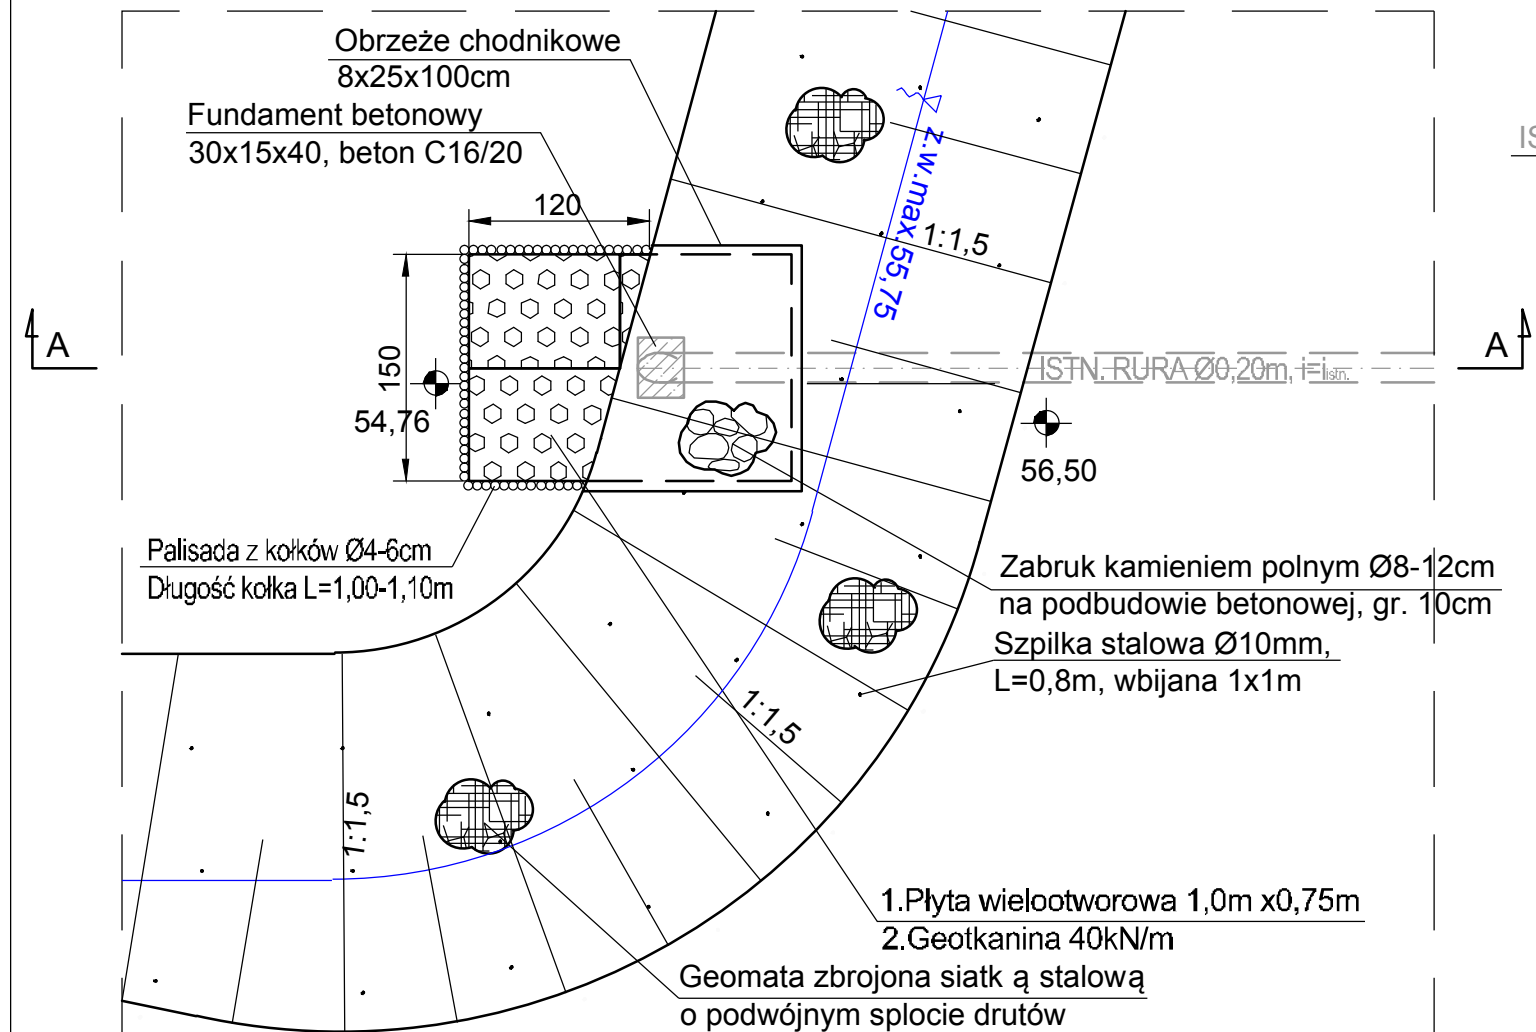 Obrzeże chodnikowe
8x25x100cm
Fundament betonowy
30x15x40, beton C16/20
IS
120
z.w.max.55,75
1:1,5
A
150
54,76
ISTN. RURA Ø0,20m, i=iistn.
A
56,50
Palisada z kołków Ø4-6cm
Długość kołka L=1,00-1,10m
Zabruk kamieniem polnym Ø8-12cm
na podbudowie betonowej, gr. 10cm
Szpilka stalowa Ø10mm,
L=0,8m, wbijana 1x1m
1:1,5
1:1,5
1.Płyta wielootworowa 1,0m x0,75m
2.Geotkanina 40kN/m
Geomata zbrojona siatk ą stalową
o podwójnym splocie drutów